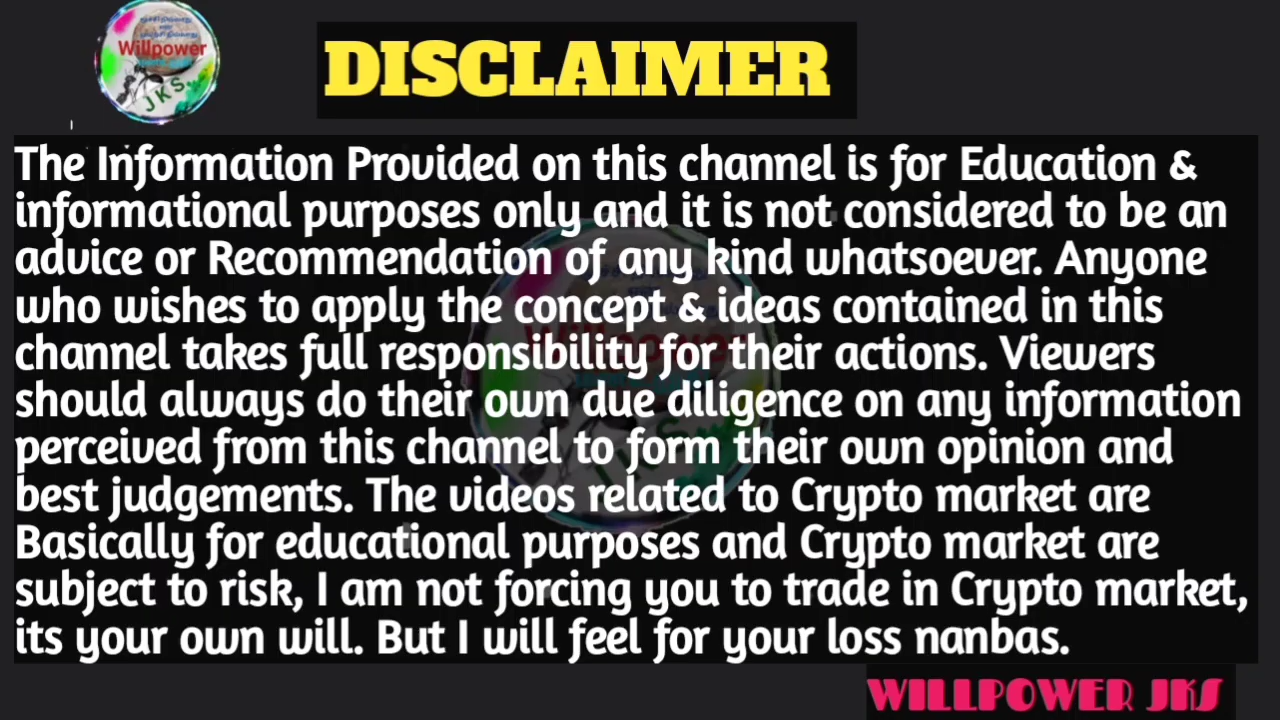 Willpower
JKS
DISCLAIMER
The Information Provided on this channel is for Education &
informational purposes only and it is not considered to be an
advice or Recommendation of any kind whatsoever. Anyone
who wishes to apply the concept & ideas contained in this
channel takes full responsibility for their actions. Viewers
should always do their own due diligence on any information
perceived from this channel to form their own opinion and
best judgements. The videos related to Crypto market are
Basically for educational purposes and Crypto market are
subject to risk, I am not forcing you to trade in Crypto market,
its your own will. But I will feel for your loss nanbas.
WILLPOWER JKS